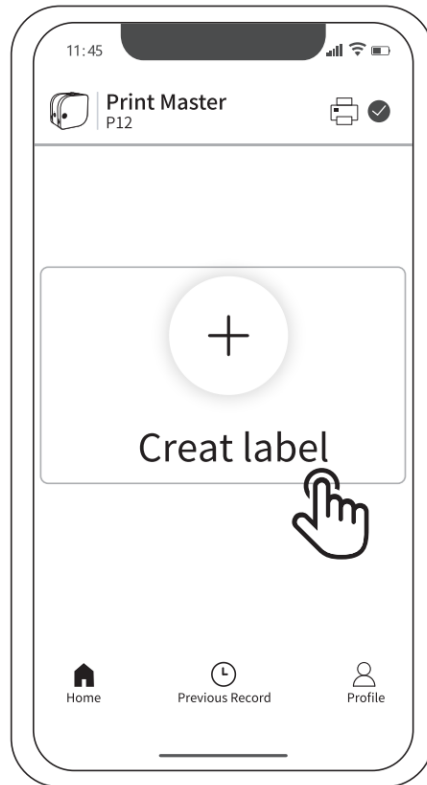 11:45
Print Master
P12
Creat label
Home
Previous Record
Profile